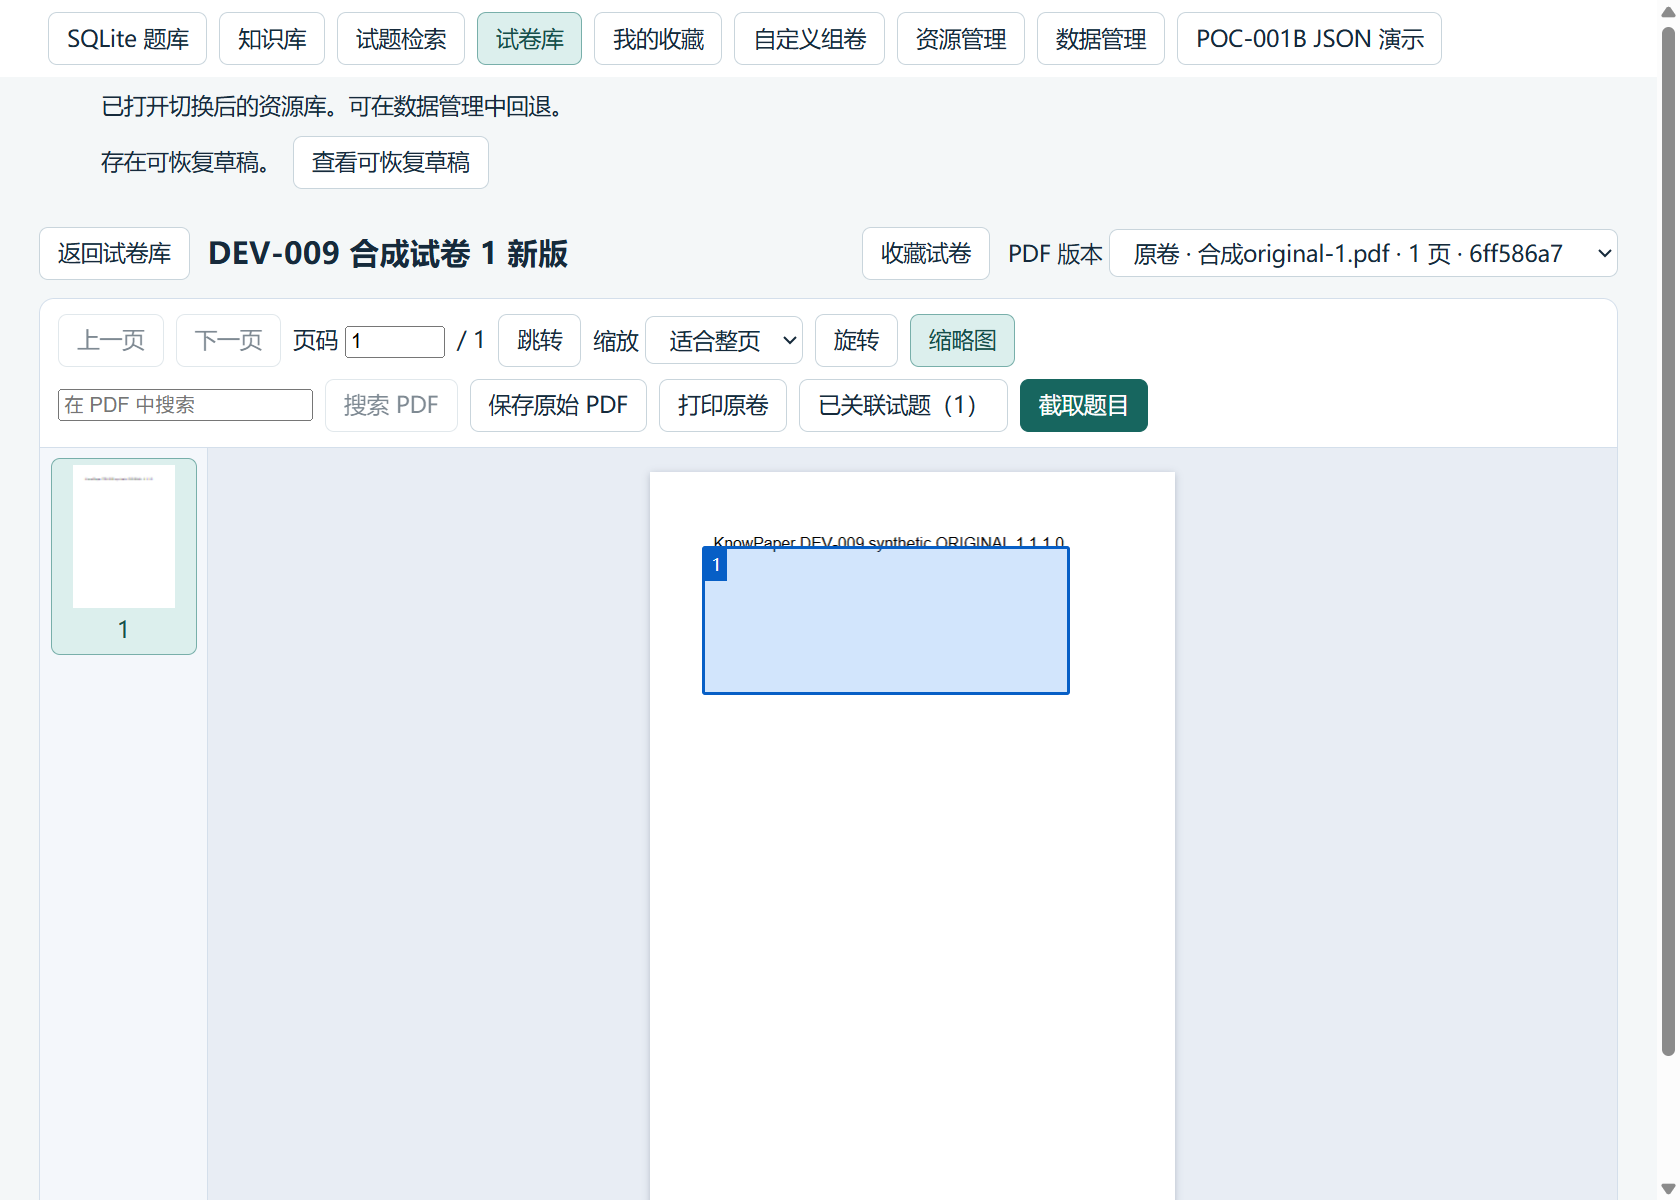 SQLite 题库 知识库 试题检索 试卷库 我的收藏 自定义组卷 资源管理 数据管理 POC-001B JSON 演示
已打开切换后的资源库。可在数据管理中回退。
存在可恢复草稿。 查看可恢复草稿
返回试卷库 DEV-009 合成试卷 1 新版 收藏试卷 PDF 版本 原卷 · 合成original-1.pdf · 1 页 · 6ff586a7
上一页 下一页 页码 1 / 1 跳转 缩放 适合整页 旋转 缩略图
在 PDF 中搜索 搜索 PDF 保存原始 PDF 打印原卷 已关联试题（1） 截取题目
1
KnowPaper DEV-009 synthetic ORIGINAL 1 1 1 0
1